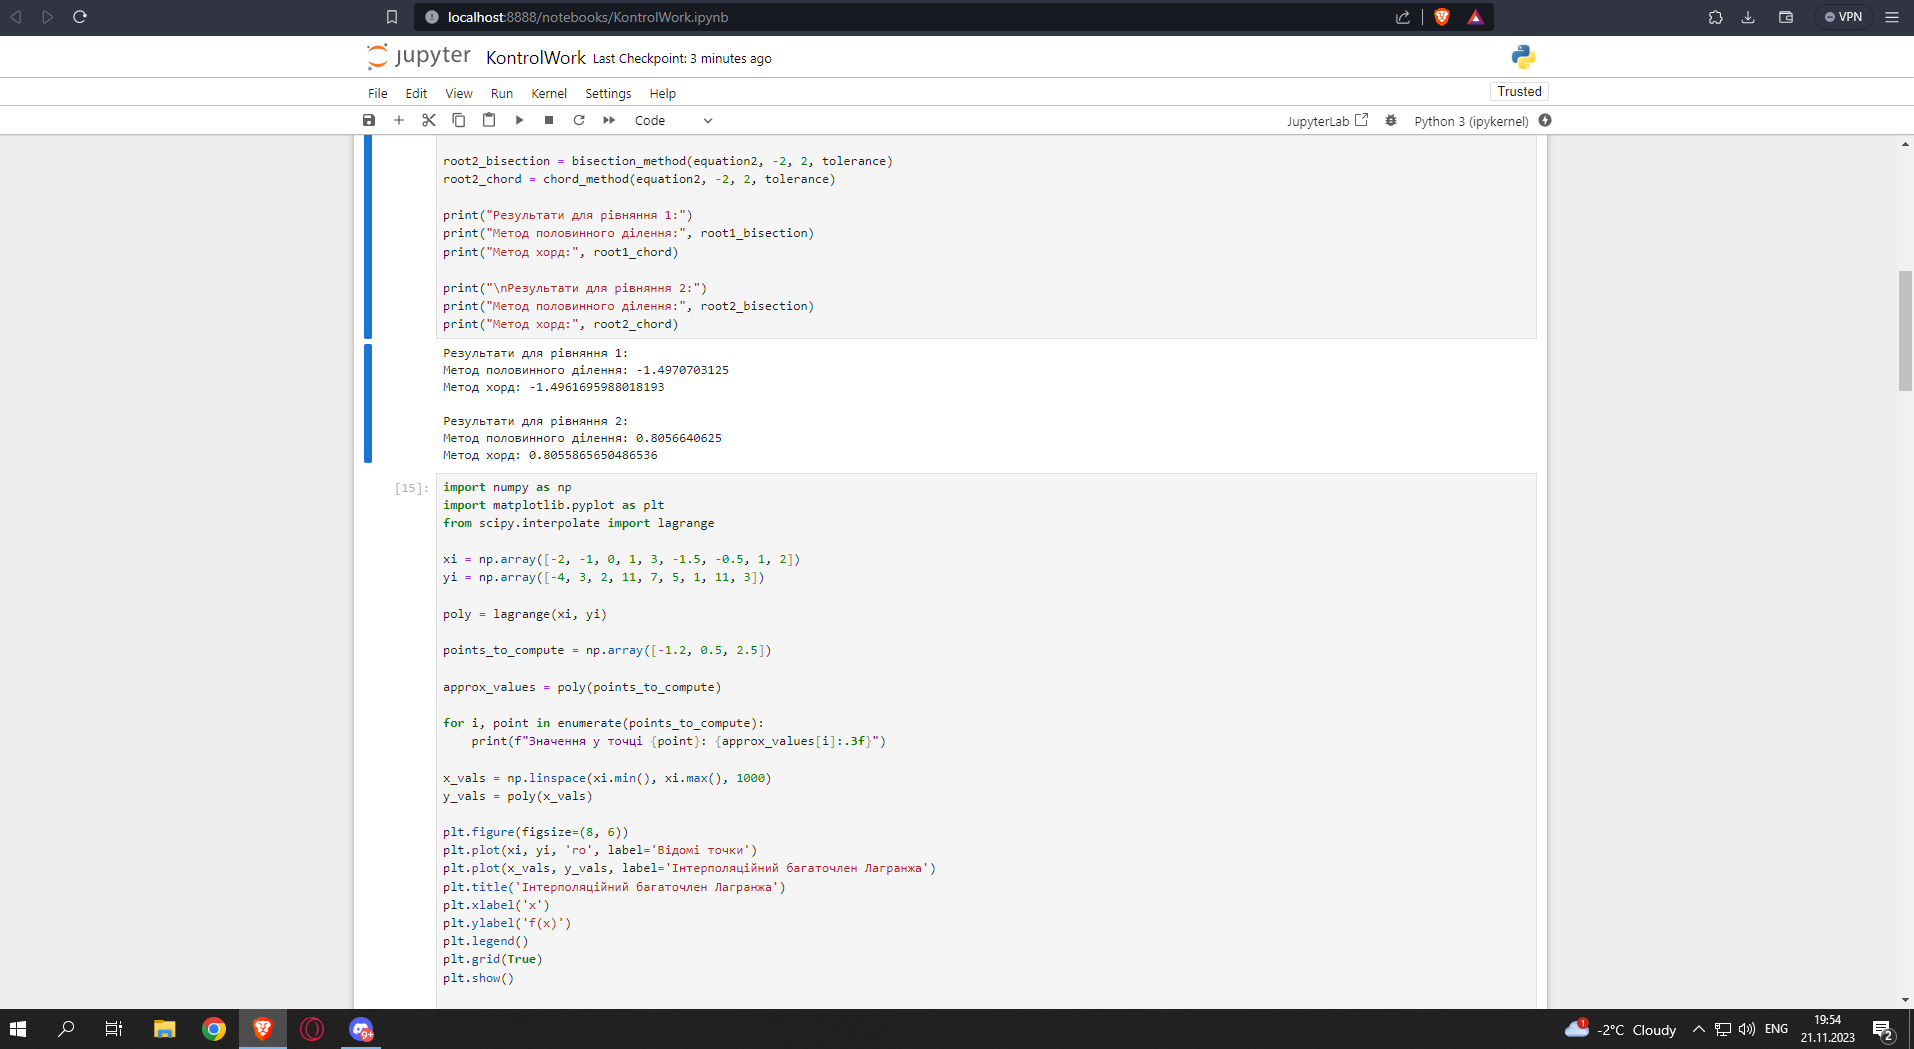 localhost:8888/notebooks/KontrolWork.ipynb
VPN
jupyter KontrolWork Last Checkpoint: 3 minutes ago
File Edit View Run Kernel Settings Help
Trusted
Code
JupyterLab
Python 3 (ipykernel)
root2_bisection = bisection_method(equation2, -2, 2, tolerance)
root2_chord = chord_method(equation2, -2, 2, tolerance)
print("Результати для рівняння 1:")
print("Метод половинного ділення:", root1_bisection)
print("Метод хорд:", root1_chord)
print("\nРезультати для рівняння 2:")
print("Метод половинного ділення:", root2_bisection)
print("Метод хорд:", root2_chord)
Результати для рівняння 1:
Метод половинного ділення: -1.4970703125
Метод хорд: -1.4961695988018193
Результати для рівняння 2:
Метод половинного ділення: 0.8056640625
Метод хорд: 0.8055865650486536
[15]:
import numpy as np
import matplotlib.pyplot as plt
from scipy.interpolate import lagrange
xi = np.array([-2, -1, 0, 1, 3, -1.5, -0.5, 1, 2])
yi = np.array([-4, 3, 2, 11, 7, 5, 1, 11, 3])
poly = lagrange(xi, yi)
points_to_compute = np.array([-1.2, 0.5, 2.5])
approx_values = poly(points_to_compute)
for i, point in enumerate(points_to_compute):
    print(f"Значення у точці {point}: {approx_values[i]:.3f}")
x_vals = np.linspace(xi.min(), xi.max(), 1000)
y_vals = poly(x_vals)
plt.figure(figsize=(8, 6))
plt.plot(xi, yi, 'ro', label='Відомі точки')
plt.plot(x_vals, y_vals, label='Інтерполяційний багаточлен Лагранжа')
plt.title('Інтерполяційний багаточлен Лагранжа')
plt.xlabel('x')
plt.ylabel('f(x)')
plt.legend()
plt.grid(True)
plt.show()
9+
1
-2°C Cloudy
ENG
19:54
21.11.2023
2